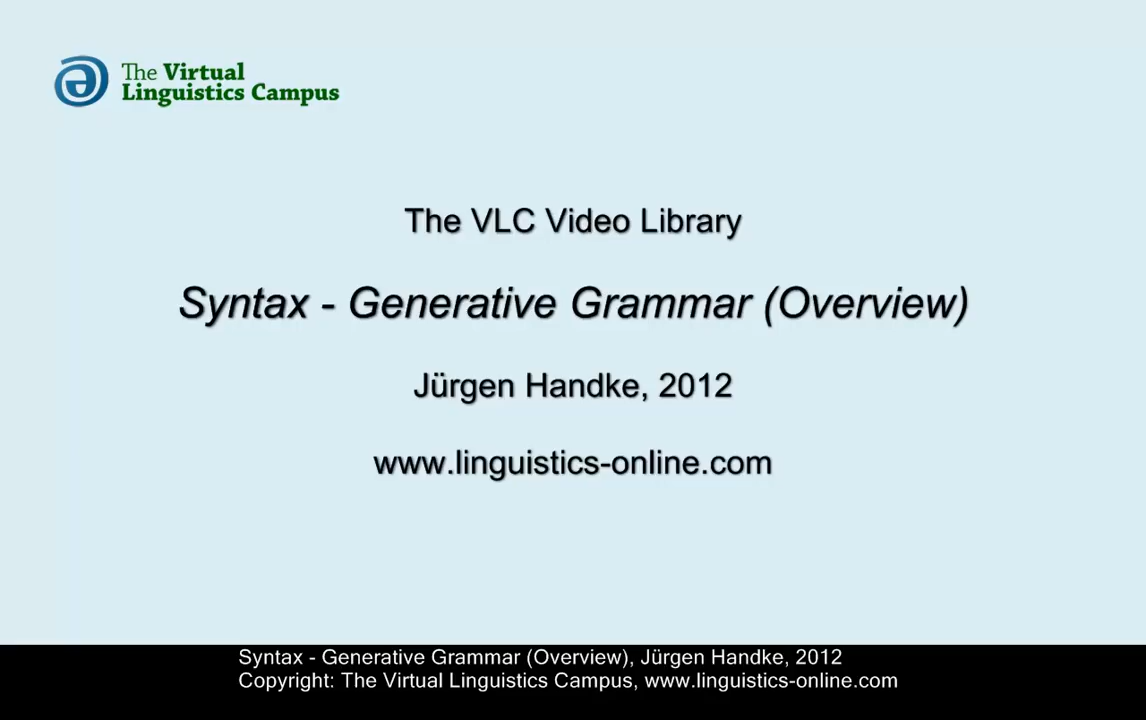 The Virtual
Linguistics Campus
The VLC Video Library
Syntax - Generative Grammar (Overview)
Jürgen Handke, 2012
www.linguistics-online.com
Syntax - Generative Grammar (Overview), Jürgen Handke, 2012
Copyright: The Virtual Linguistics Campus, www.linguistics-online.com